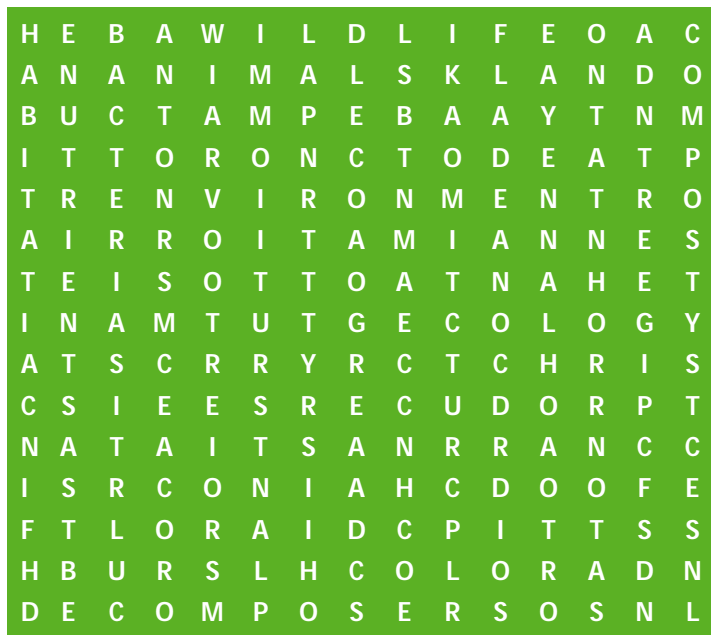 H E B A W I L D L I F E O A C
A N A N I M A L S K L A N D O
B U C T A M P E B A A Y T N M
I T T O R O N C T O D E A T P
T R E N V I R O N M E N T R O
A I R R O I T A M I A N N E S
T E I S O T T O A T N A H E T
I N A M T U T G E C O L O G Y
A T S C R R Y R C T C H R I S
C S I E E S R E C U D O R P T
N A T A I T S A N R R A N C C
I S R C O N I A H C D O O F E
F T L O R A I D C P I T T S S
H B U R S L H C O L O R A D N
D E C O M P O S E R S O S N L